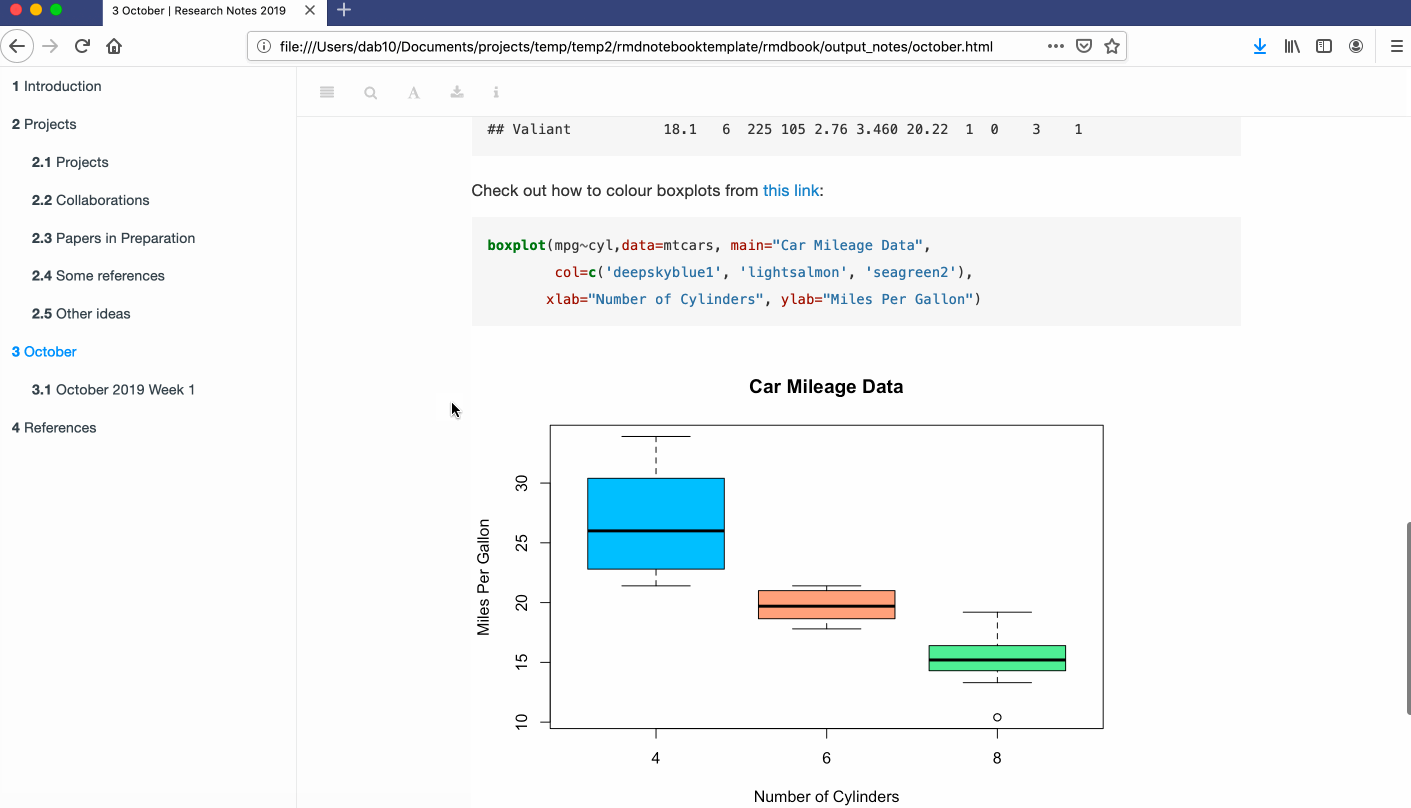 3 October | Research Notes 2019
file:///Users/dab10/Documents/projects/temp/temp2/rmdnotebooktemplate/rmdbook/output_notes/october.html
1 Introduction
2 Projects
2.1 Projects
2.2 Collaborations
2.3 Papers in Preparation
2.4 Some references
2.5 Other ideas
3 October
3.1 October 2019 Week 1
4 References
A
i
## Valiant 18.1 6 225 105 2.76 3.460 20.22 1 0 3 1
Check out how to colour boxplots from this link:
boxplot(mpg~cyl,data=mtcars, main="Car Mileage Data",
col=c('deepskyblue1', 'lightsalmon', 'seagreen2'),
xlab="Number of Cylinders", ylab="Miles Per Gallon")
Car Mileage Data
Miles Per Gallon
30
25
20
15
10
4 6 8
Number of Cylinders